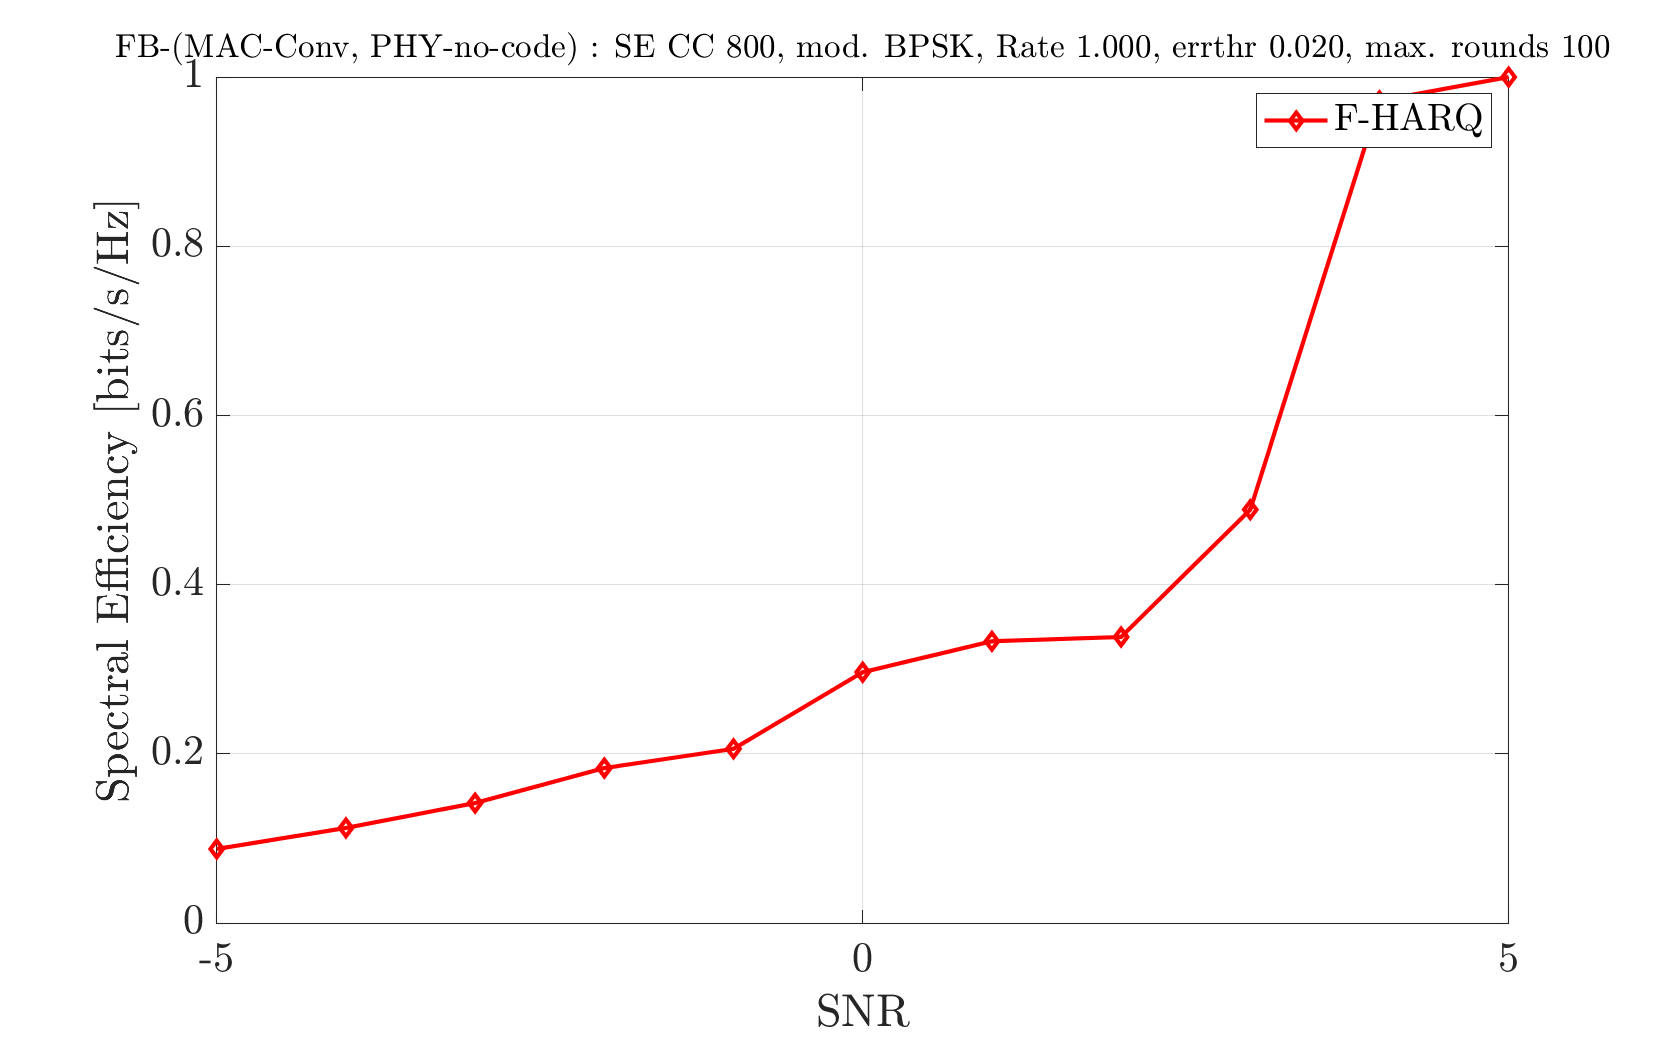 FB-(MAC-Conv, PHY-no-code) : SE CC 800, mod. BPSK, Rate 1.000, errthr 0.020, max. rounds 100
F-HARQ
Spectral Efficiency [bits/s/Hz]
1
0.8
0.6
0.4
0.2
0
-5
0
5
SNR